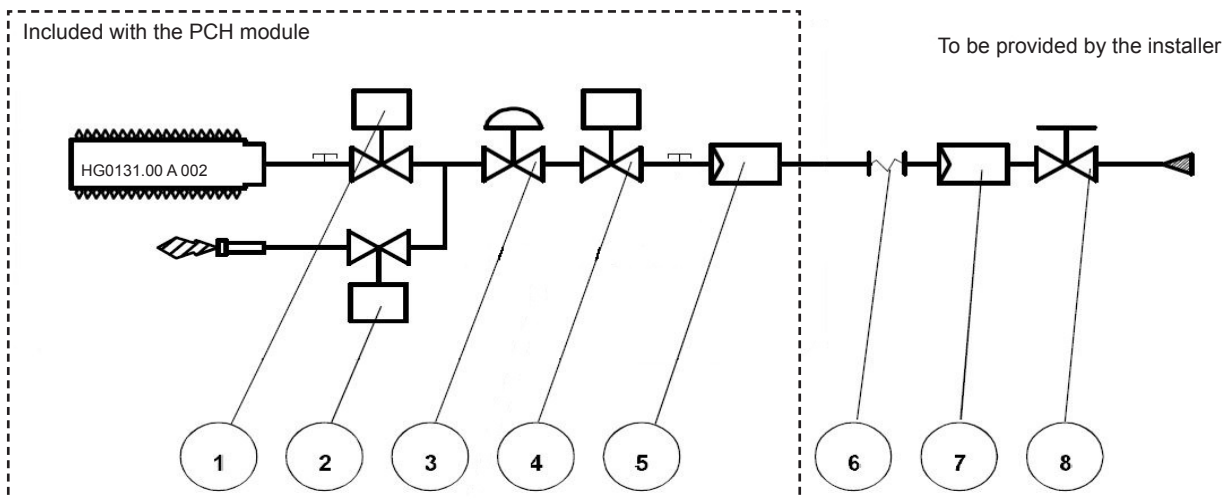 Included with the PCH module
To be provided by the installer
HG0131.00 A 002
1
2
3
4
5
6
7
8